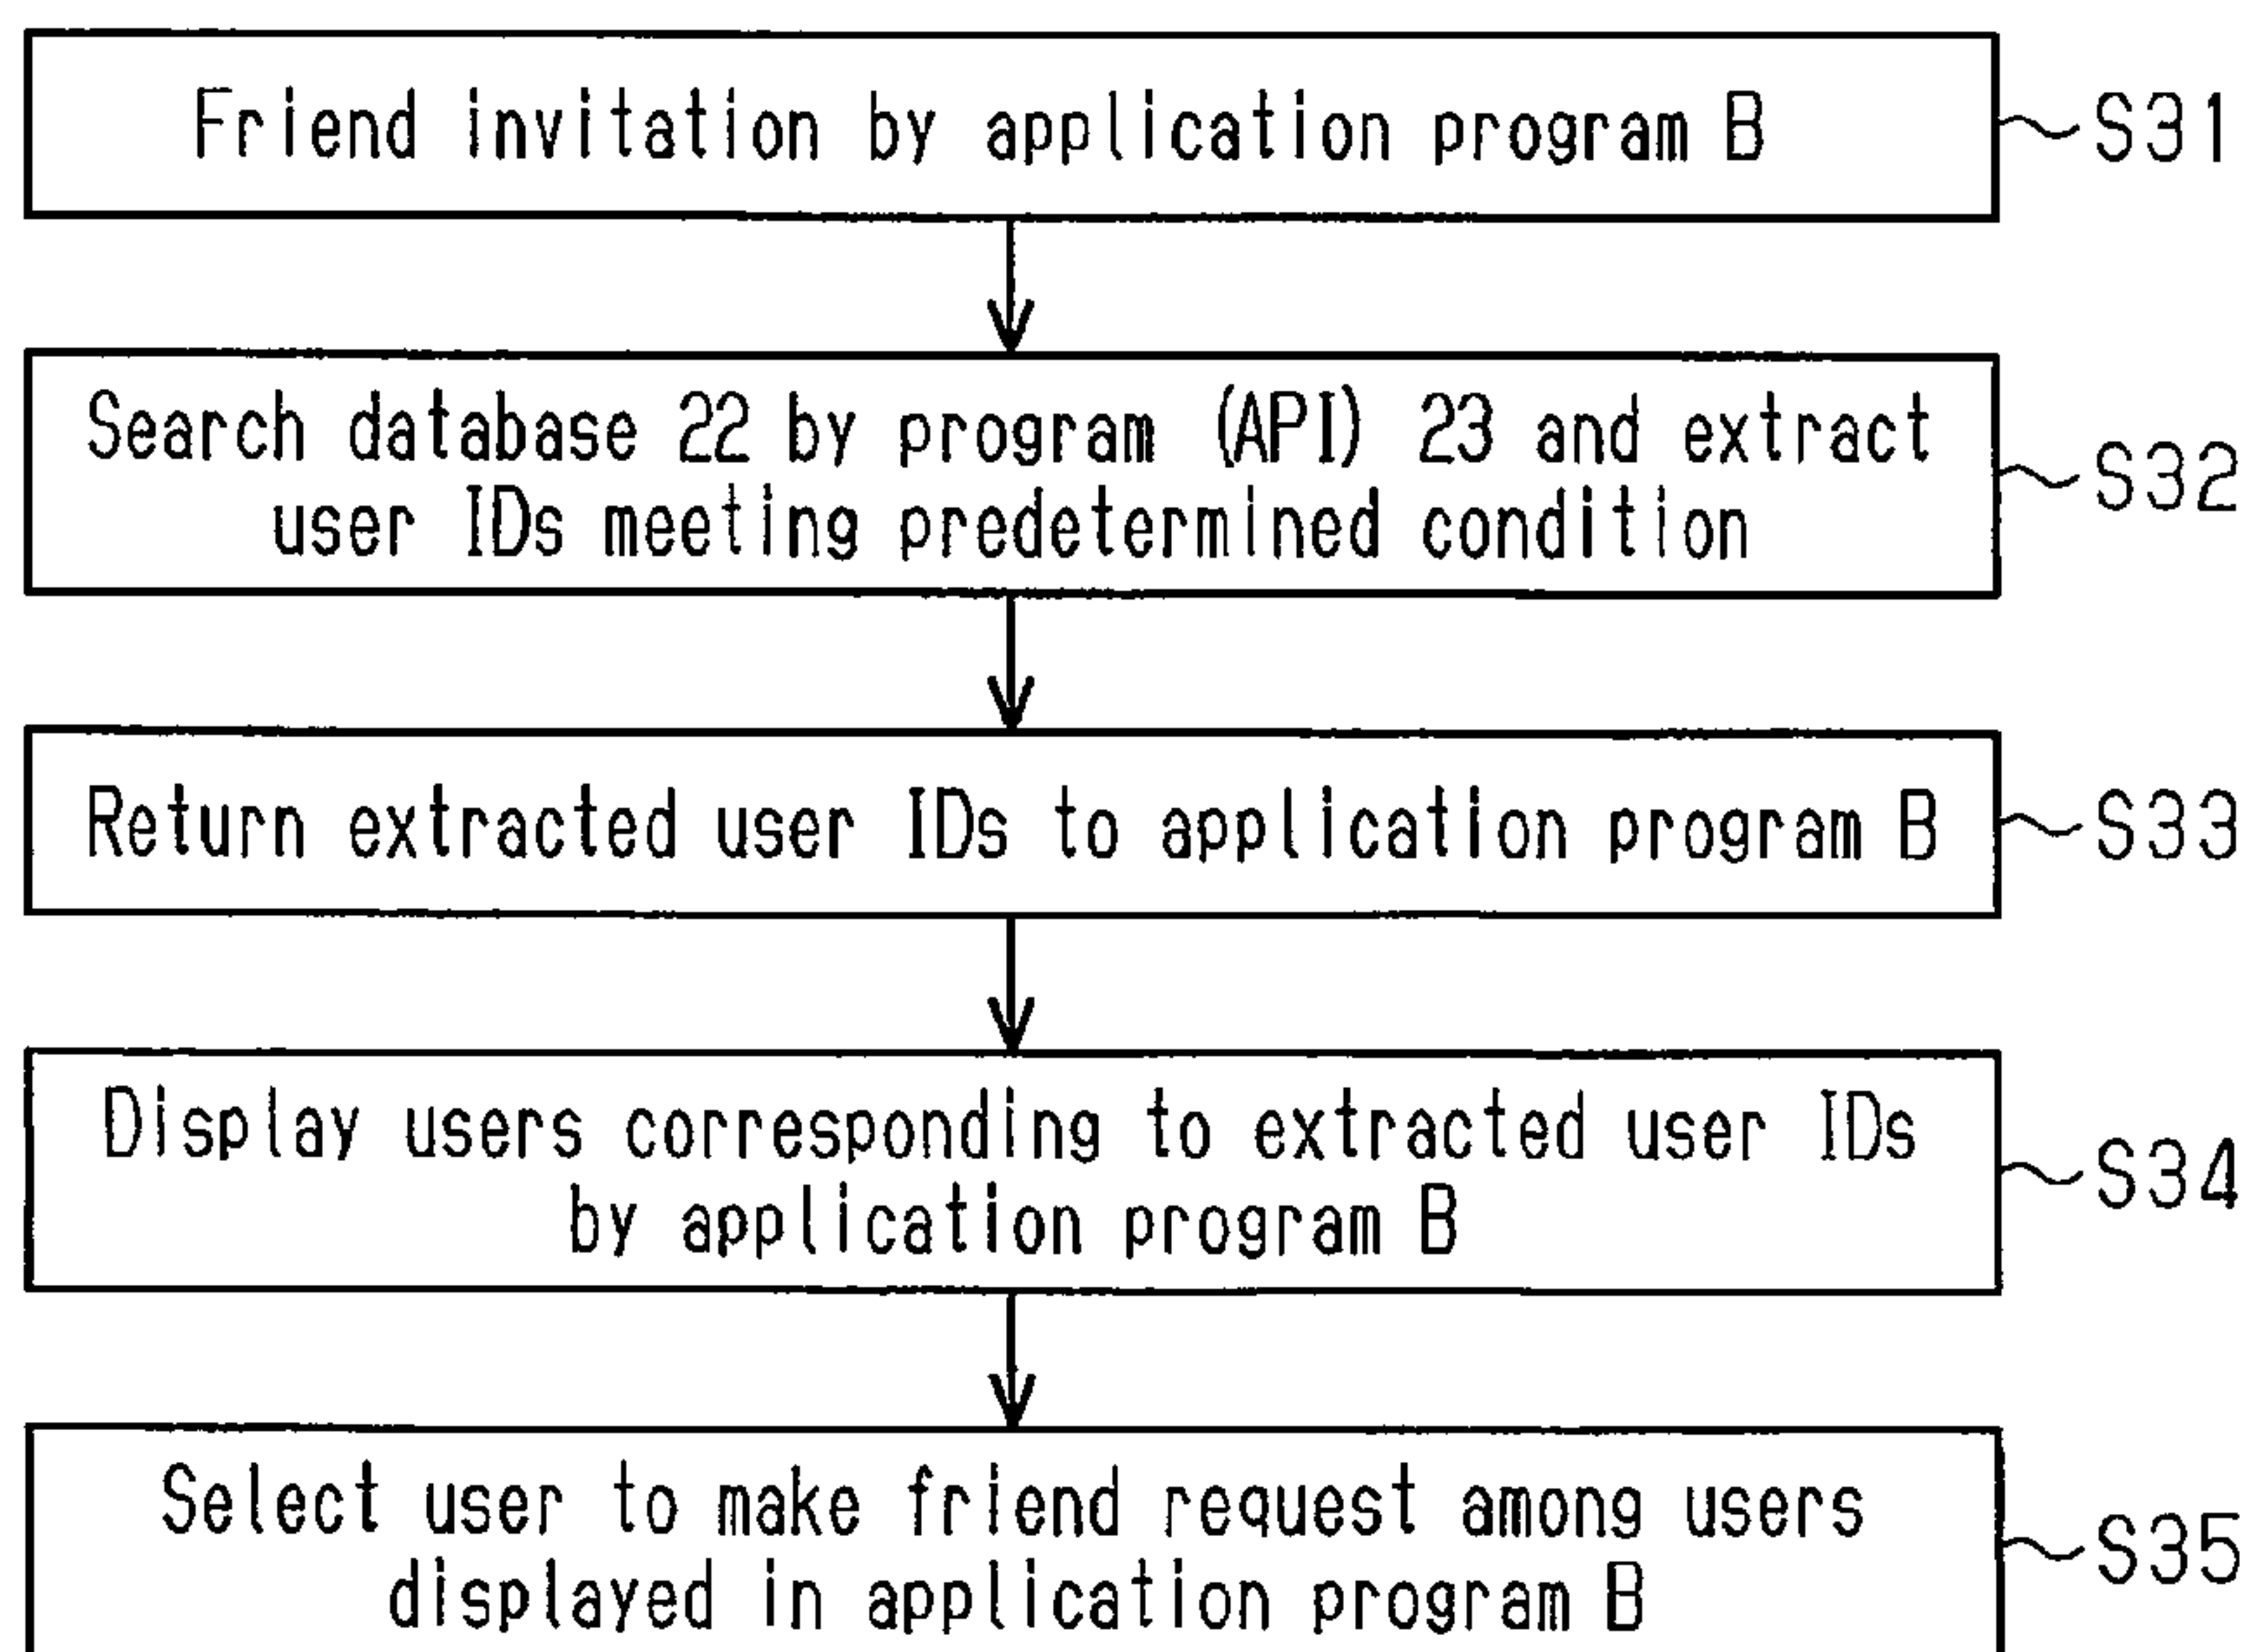 Friend invitation by application program B
S31
Search database 22 by program (API) 23 and extract
user IDs meeting predetermined condition
S32
Return extracted user IDs to application program B
S33
Display users corresponding to extracted user IDs
by application program B
S34
Select user to make friend request among users
displayed in application program B
S35